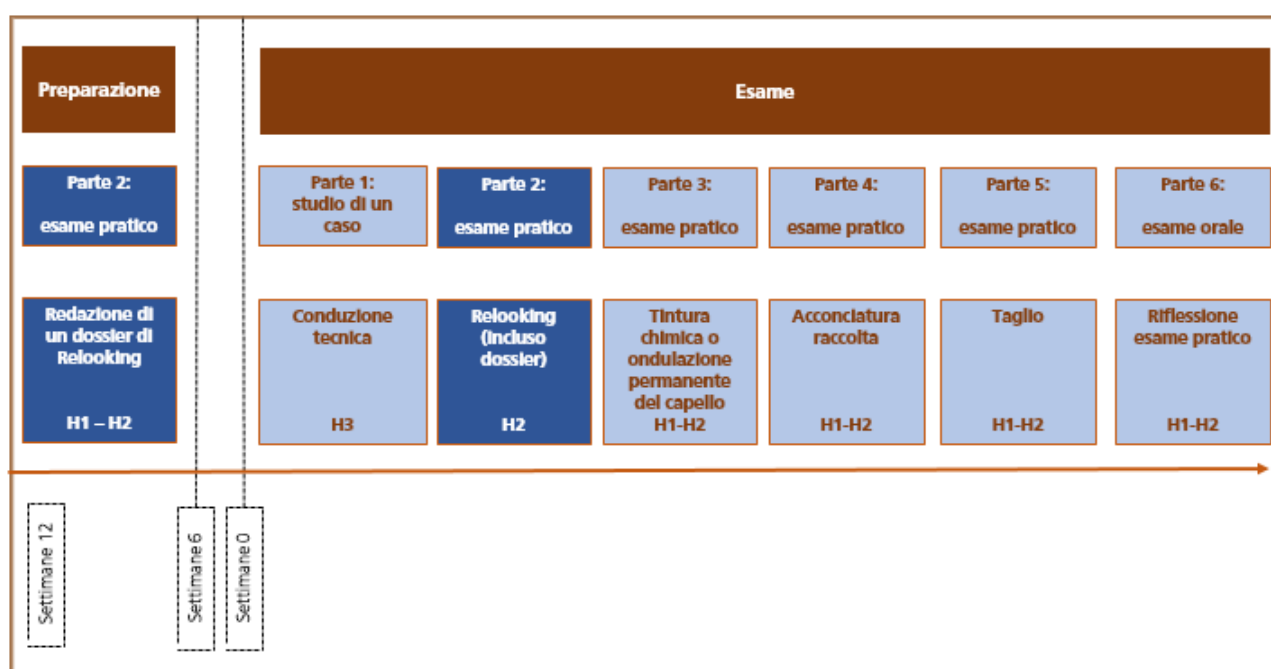 Preparazione
Esame
Parte 2:
esame pratico
Parte 1:
studio di un
caso
Parte 2:
esame pratico
Parte 3:
esame pratico
Parte 4:
esame pratico
Parte 5:
esame pratico
Parte 6:
esame orale
Redazione di
un dossier di
Relooking
H1 – H2
Conduzione
tecnica
H3
Relooking
(incluso
dossier)
H2
Tintura
chimica o
ondulazione
permanente
del capello
H1-H2
Acconciatura
raccolta
H1-H2
Taglio
H1-H2
Riflessione
esame pratico
H1-H2
Settimane 12
Settimane 6
Settimane 0